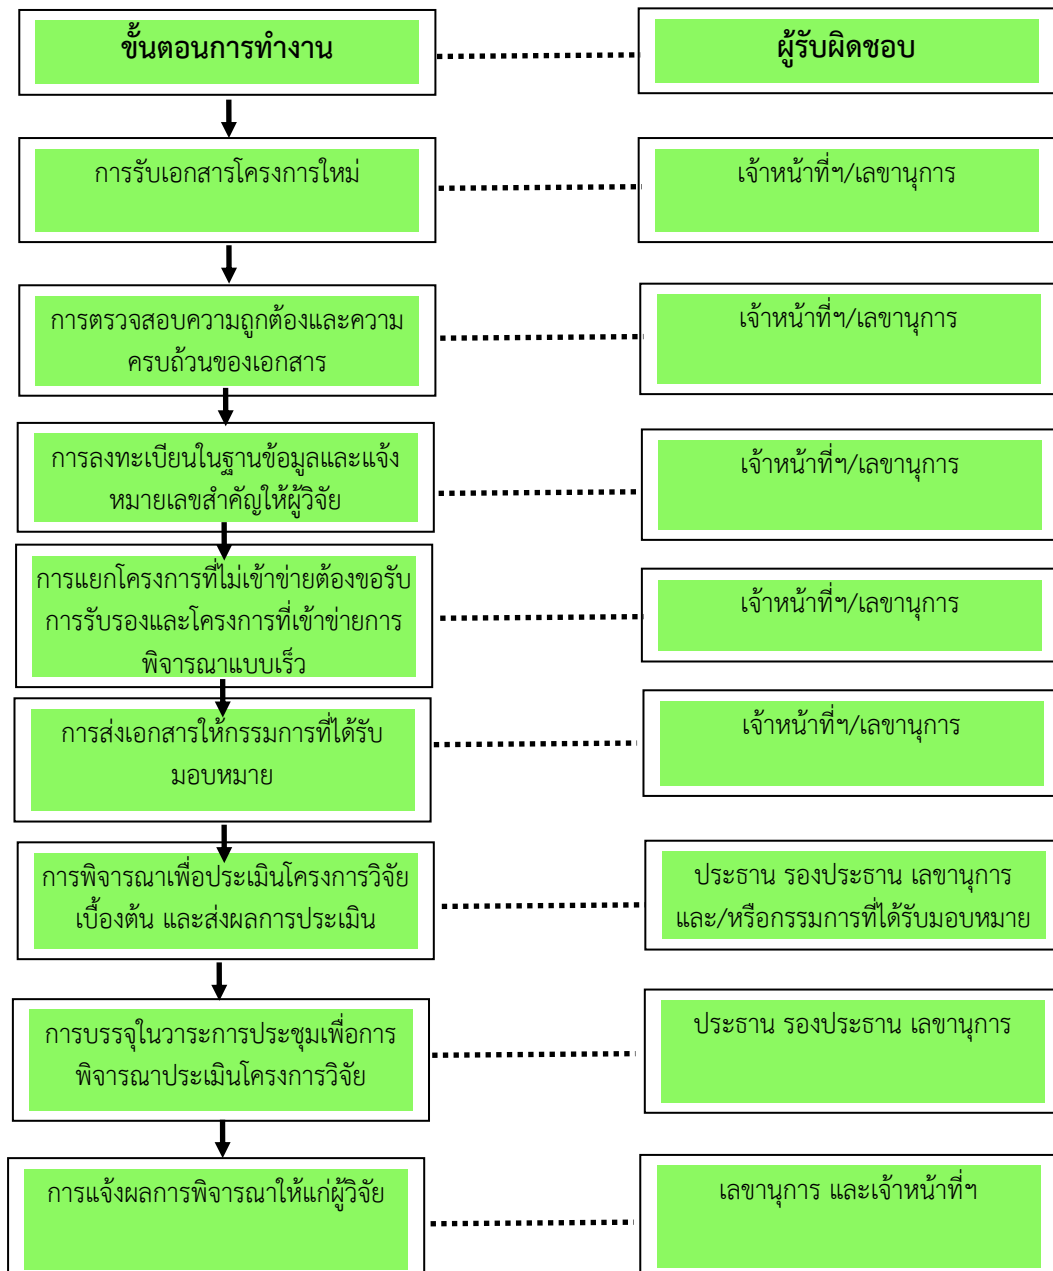 ขั้นตอนการทำงาน
ผู้รับผิดชอบ
การรับเอกสารโครงการใหม่
เจ้าหน้าที่ฯ/เลขานุการ
การตรวจสอบความถูกต้องและความ
ครบถ้วนของเอกสาร
เจ้าหน้าที่ฯ/เลขานุการ
การลงทะเบียนในฐานข้อมูลและแจ้ง
หมายเลขสำคัญให้ผู้วิจัย
เจ้าหน้าที่ฯ/เลขานุการ
การแยกโครงการที่ไม่เข้าข่ายต้องขอรับ
การรับรองและโครงการที่เข้าข่ายการ
พิจารณาแบบเร็ว
เจ้าหน้าที่ฯ/เลขานุการ
การส่งเอกสารให้กรรมการที่ได้รับ
มอบหมาย
เจ้าหน้าที่ฯ/เลขานุการ
การพิจารณาเพื่อประเมินโครงการวิจัย
เบื้องต้น และส่งผลการประเมิน
ประธาน รองประธาน เลขานุการ
และ/หรือกรรมการที่ได้รับมอบหมาย
การบรรจุในวาระการประชุมเพื่อการ
พิจารณาประเมินโครงการวิจัย
ประธาน รองประธาน เลขานุการ
การแจ้งผลการพิจารณาให้แก่ผู้วิจัย
เลขานุการ และเจ้าหน้าที่ฯ